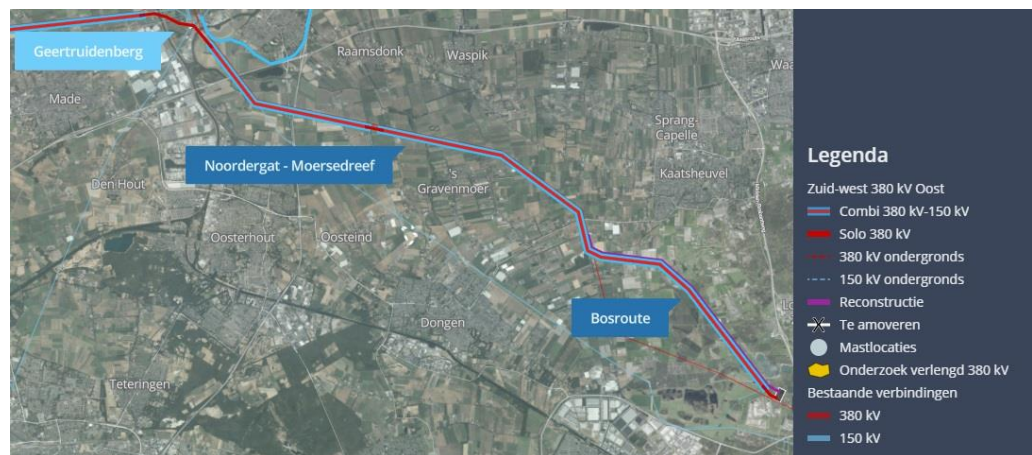 Geertruidenberg
Raamsdonk
Waspik
Made
Sprang-
Capelle
Noordergat - Moersedreef
Den Hout
's
Gravenmoer
Kaatsheuvel
Oosterhout
Oosteind
Bosroute
Dongen
Teteringen
Legenda
Zuid-west 380 kV Oost
Combi 380 kV-150 kV
Solo 380 kV
380 kV ondergronds
150 kV ondergronds
Reconstructie
Te amoveren
Mastlocaties
Onderzoek verlengd 380 kV
Bestaande verbindingen
380 kV
150 kV